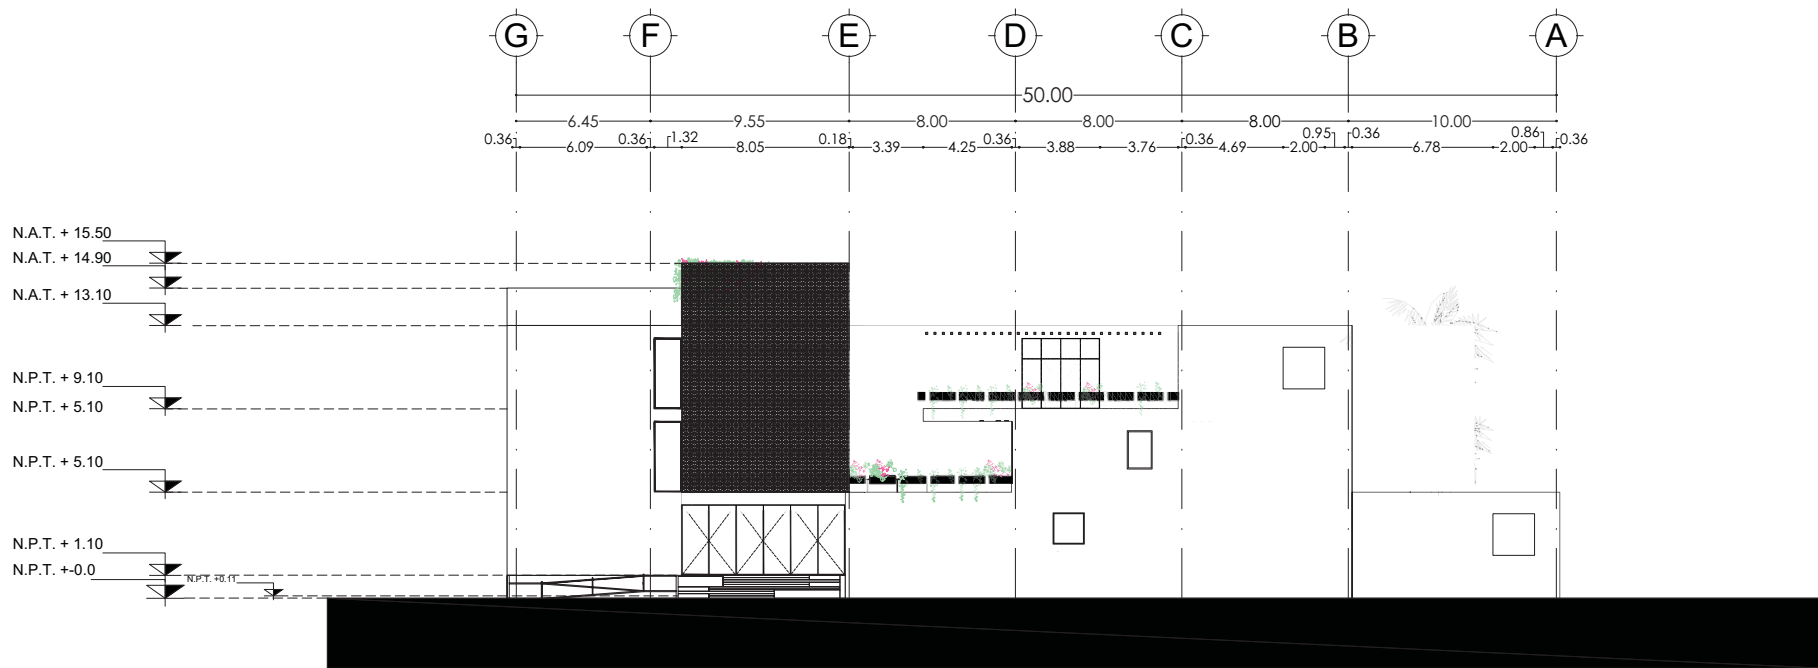 G F E D C B A
50.00
6.45 9.55 8.00 8.00 8.00 10.00
0.36 6.09 0.36 1.32 8.05 0.18 3.39 4.25 0.36 3.88 3.76 0.36 4.69 2.00 0.95 0.36 6.78 2.00 0.86 0.36
N.A.T. + 15.50
N.A.T. + 14.90
N.A.T. + 13.10
N.P.T. + 9.10
N.P.T. + 5.10
N.P.T. + 5.10
N.P.T. + 1.10
N.P.T. +-0.0
N.P.T. +0.11